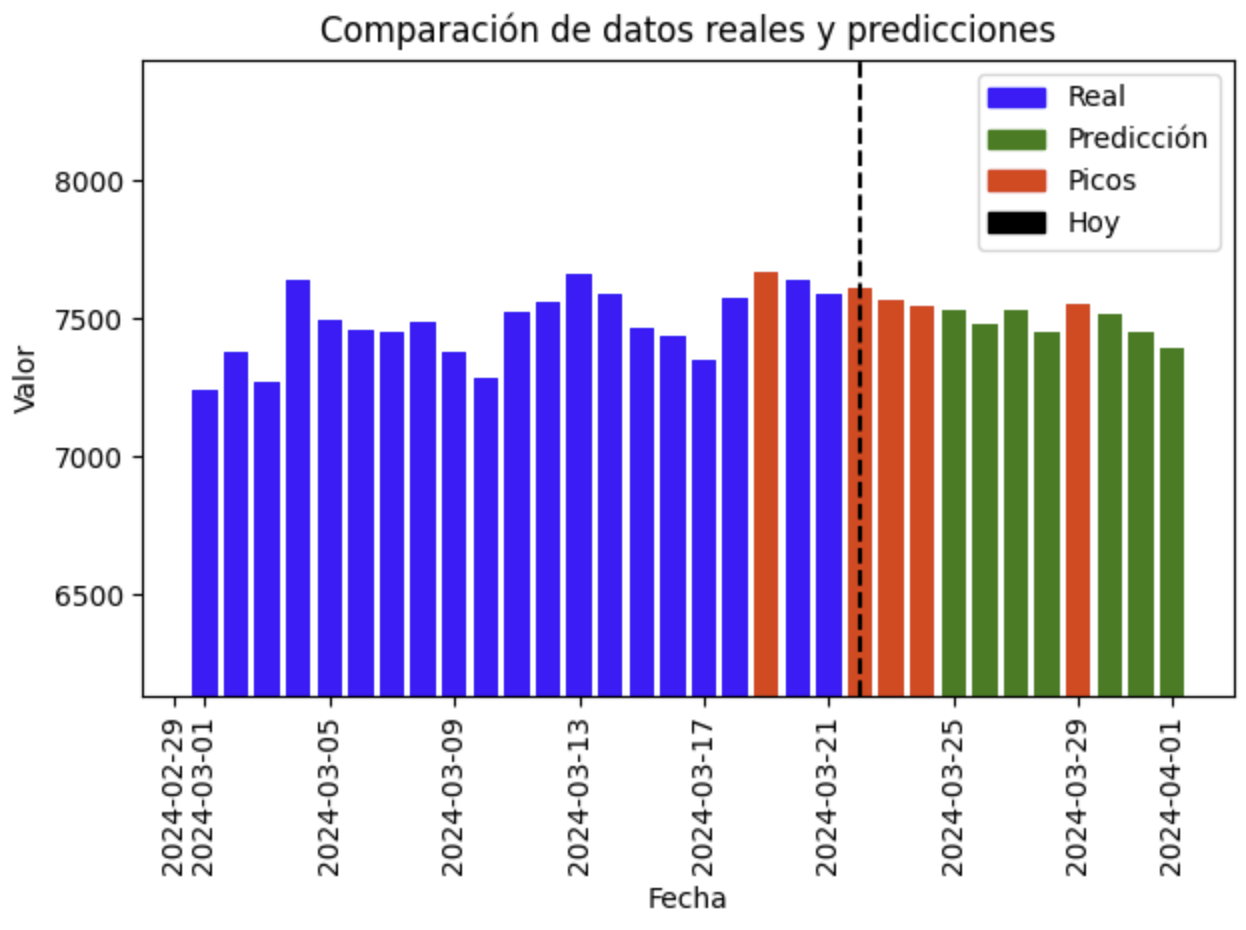 Comparación de datos reales y predicciones
Real
Predicción
Picos
Hoy
Valor
8000
7500
7000
6500
2024-02-29
2024-03-01
2024-03-05
2024-03-09
2024-03-13
2024-03-17
2024-03-21
2024-03-25
2024-03-29
2024-04-01
Fecha